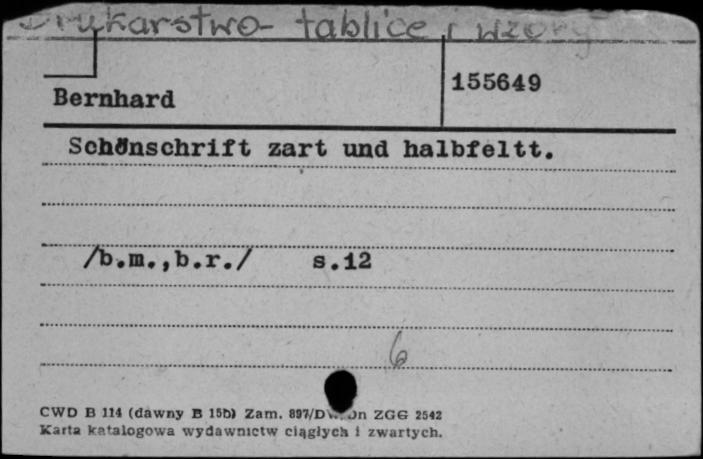 Drukarstwo- tablice i wzory
155649
Bernhard
Schönschrift zart und halbfeltt.
/b.m.,b.r./ s.12
6
CWD B 114 (dawny B 15b) Zam. 897/DW. ZGG 2542
Karta katalogowa wydawnictw ciągłych i zwartych.